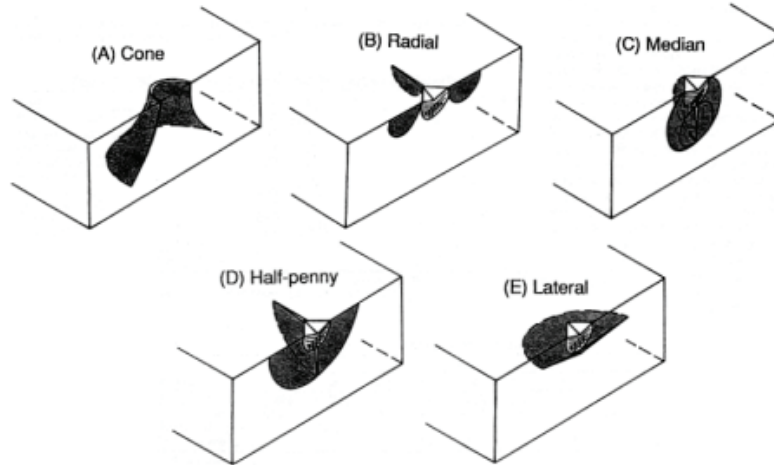 (A) Cone
(B) Radial
(C) Median
(D) Half-penny
(E) Lateral